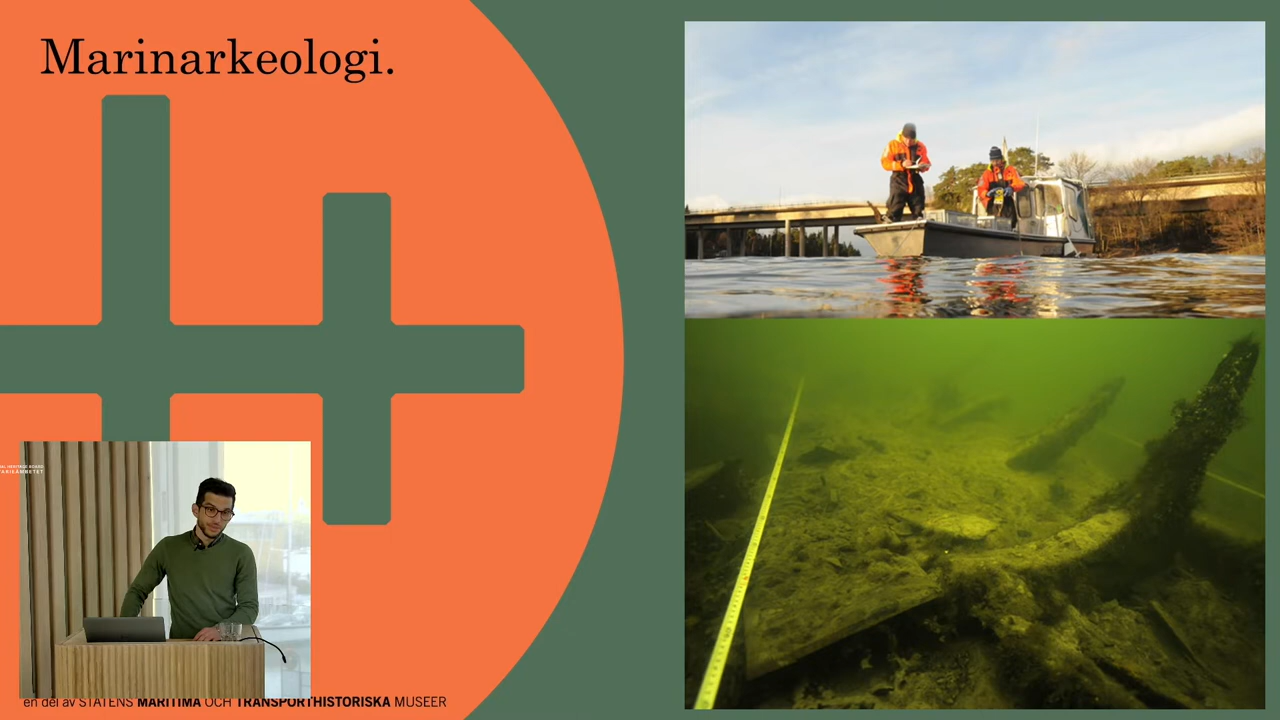 Marinarkeologi.
en del av STATENS MARITIMA OCH TRANSPORTHISTORISKA MUSEER